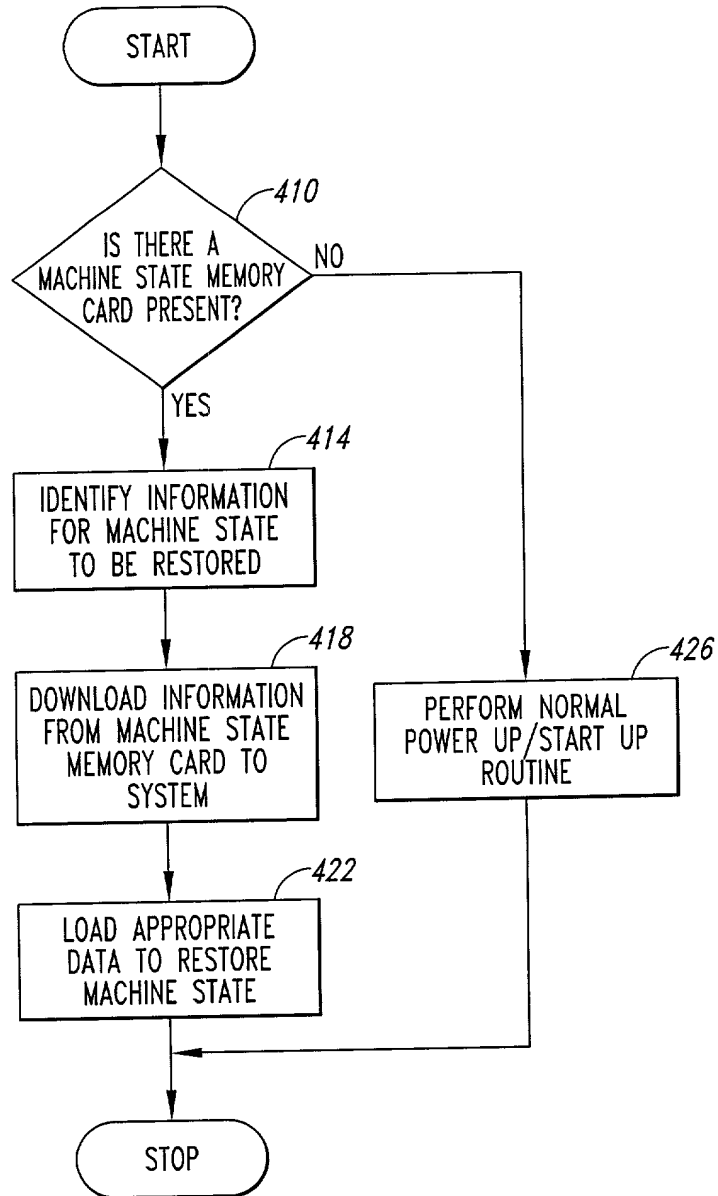 START
410
IS THERE A
MACHINE STATE MEMORY
CARD PRESENT?
NO
YES
414
IDENTIFY INFORMATION
FOR MACHINE STATE
TO BE RESTORED
418
DOWNLOAD INFORMATION
FROM MACHINE STATE
MEMORY CARD TO
SYSTEM
426
PERFORM NORMAL
POWER UP/START UP
ROUTINE
422
LOAD APPROPRIATE
DATA TO RESTORE
MACHINE STATE
STOP